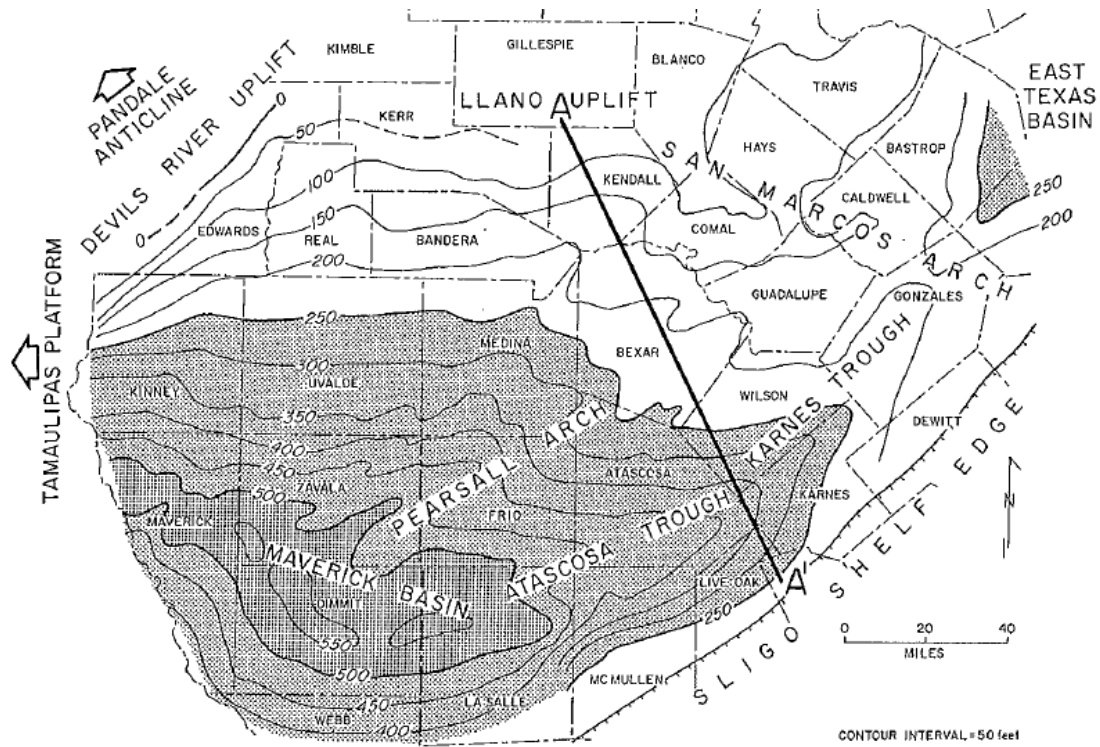 KIMBLE
GILLESPIE
BLANCO
TRAVIS
EAST
TEXAS
BASIN
PANDALE
ANTICLINE
DEVILS RIVER UPLIFT
LLANO UPLIFT
A
KERR
HAYS
BASTROP
0
50
100
150
200
0
KENDALL
SAN MARCOS ARCH
CALDWELL
250
200
EDWARDS
REAL
BANDERA
COMAL
?
GUADALUPE
GONZALES
TAMAULIPAS PLATFORM
250
MEDINA
BEXAR
300
UVALDE
KINNEY
WILSON
KARNES TROUGH
DEWITT
350
400
450
500
ZAVALA
PEARSALL ARCH
ATASCOSA
KARNES
FRIO
MAVERICK
MAVERICK BASIN
ATASCOSA TROUGH
DIMMIT
LIVE OAK
A'
N
SLIGO SHELF EDGE
250
550
500
MCMULLEN
LA SALLE
450
WEBB
400
0 20 40
MILES
CONTOUR INTERVAL = 50 feet